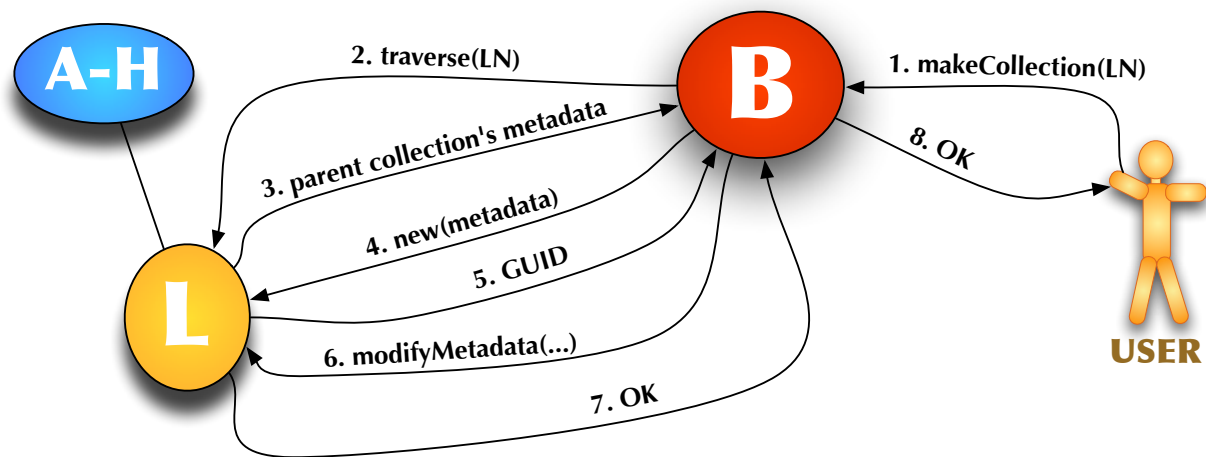 A-H
B
L
1. makeCollection(LN)
2. traverse(LN)
3. parent collection's metadata
4. new(metadata)
5. GUID
6. modifyMetadata(...)
7. OK
8. OK
USER